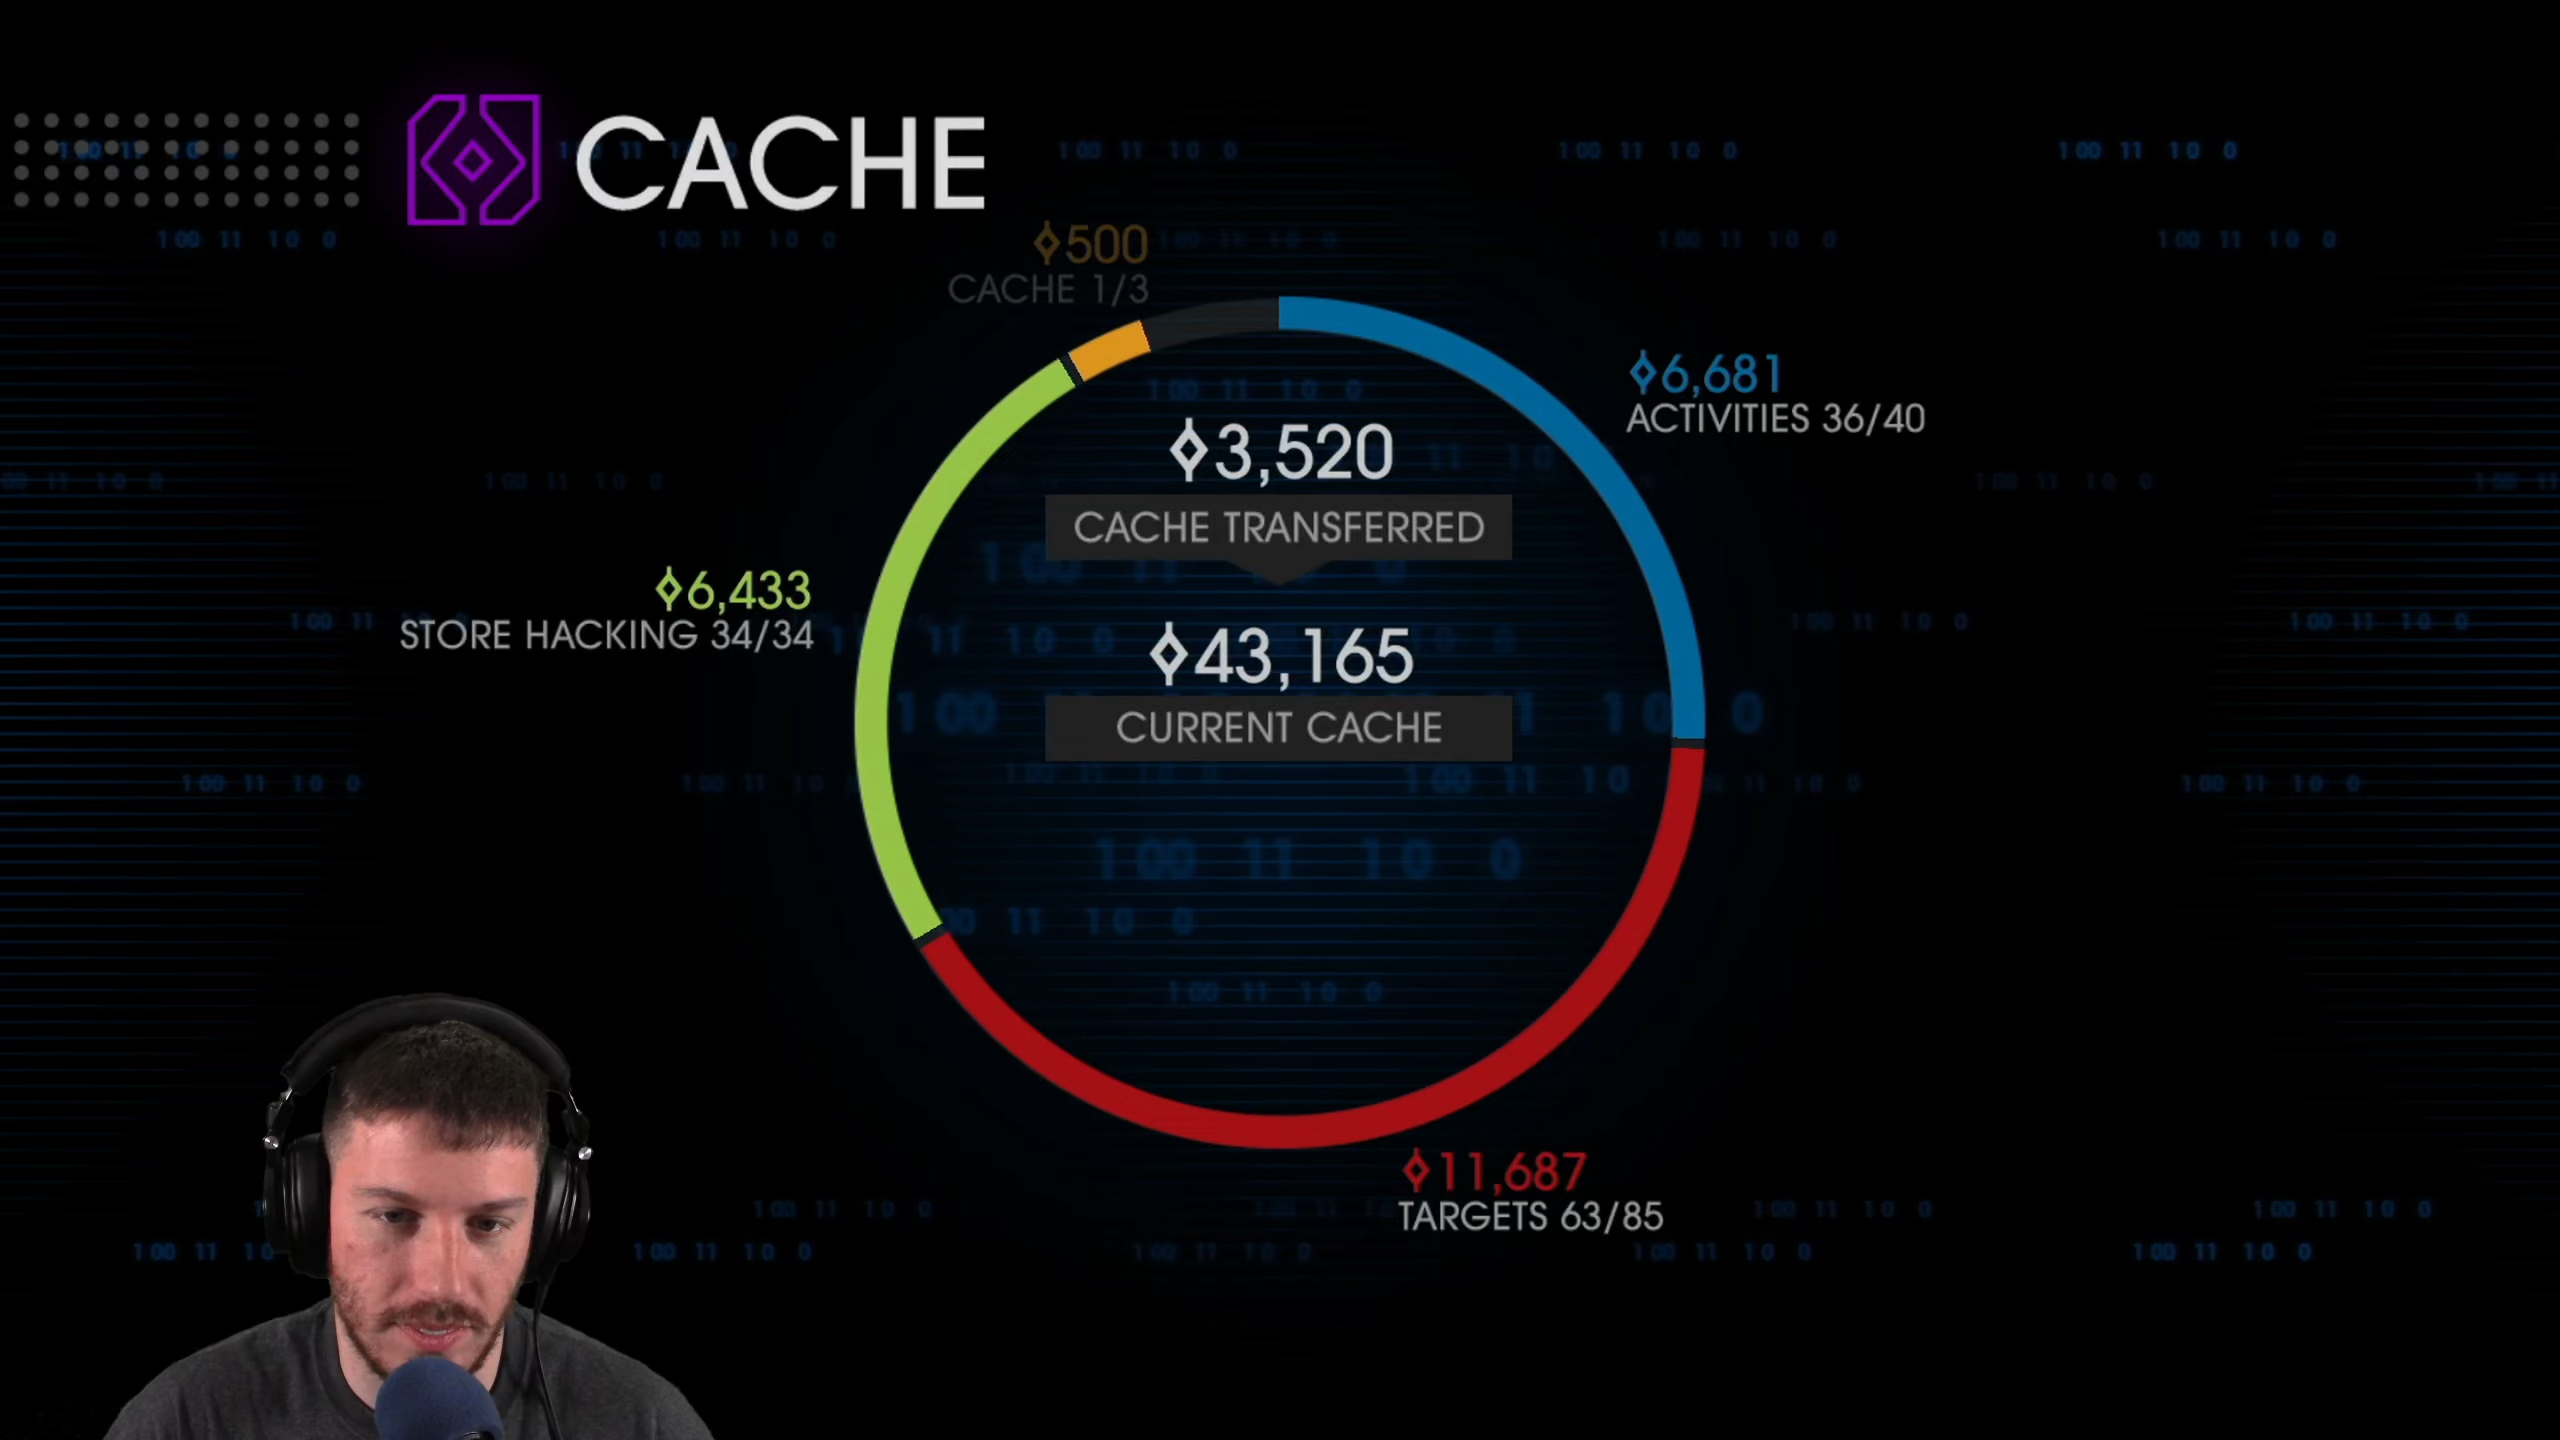 CACHE
500
CACHE 1/3
6,681
ACTIVITIES 36/40
3,520
CACHE TRANSFERRED
6,433
STORE HACKING 34/34
43,165
CURRENT CACHE
11,687
TARGETS 63/85